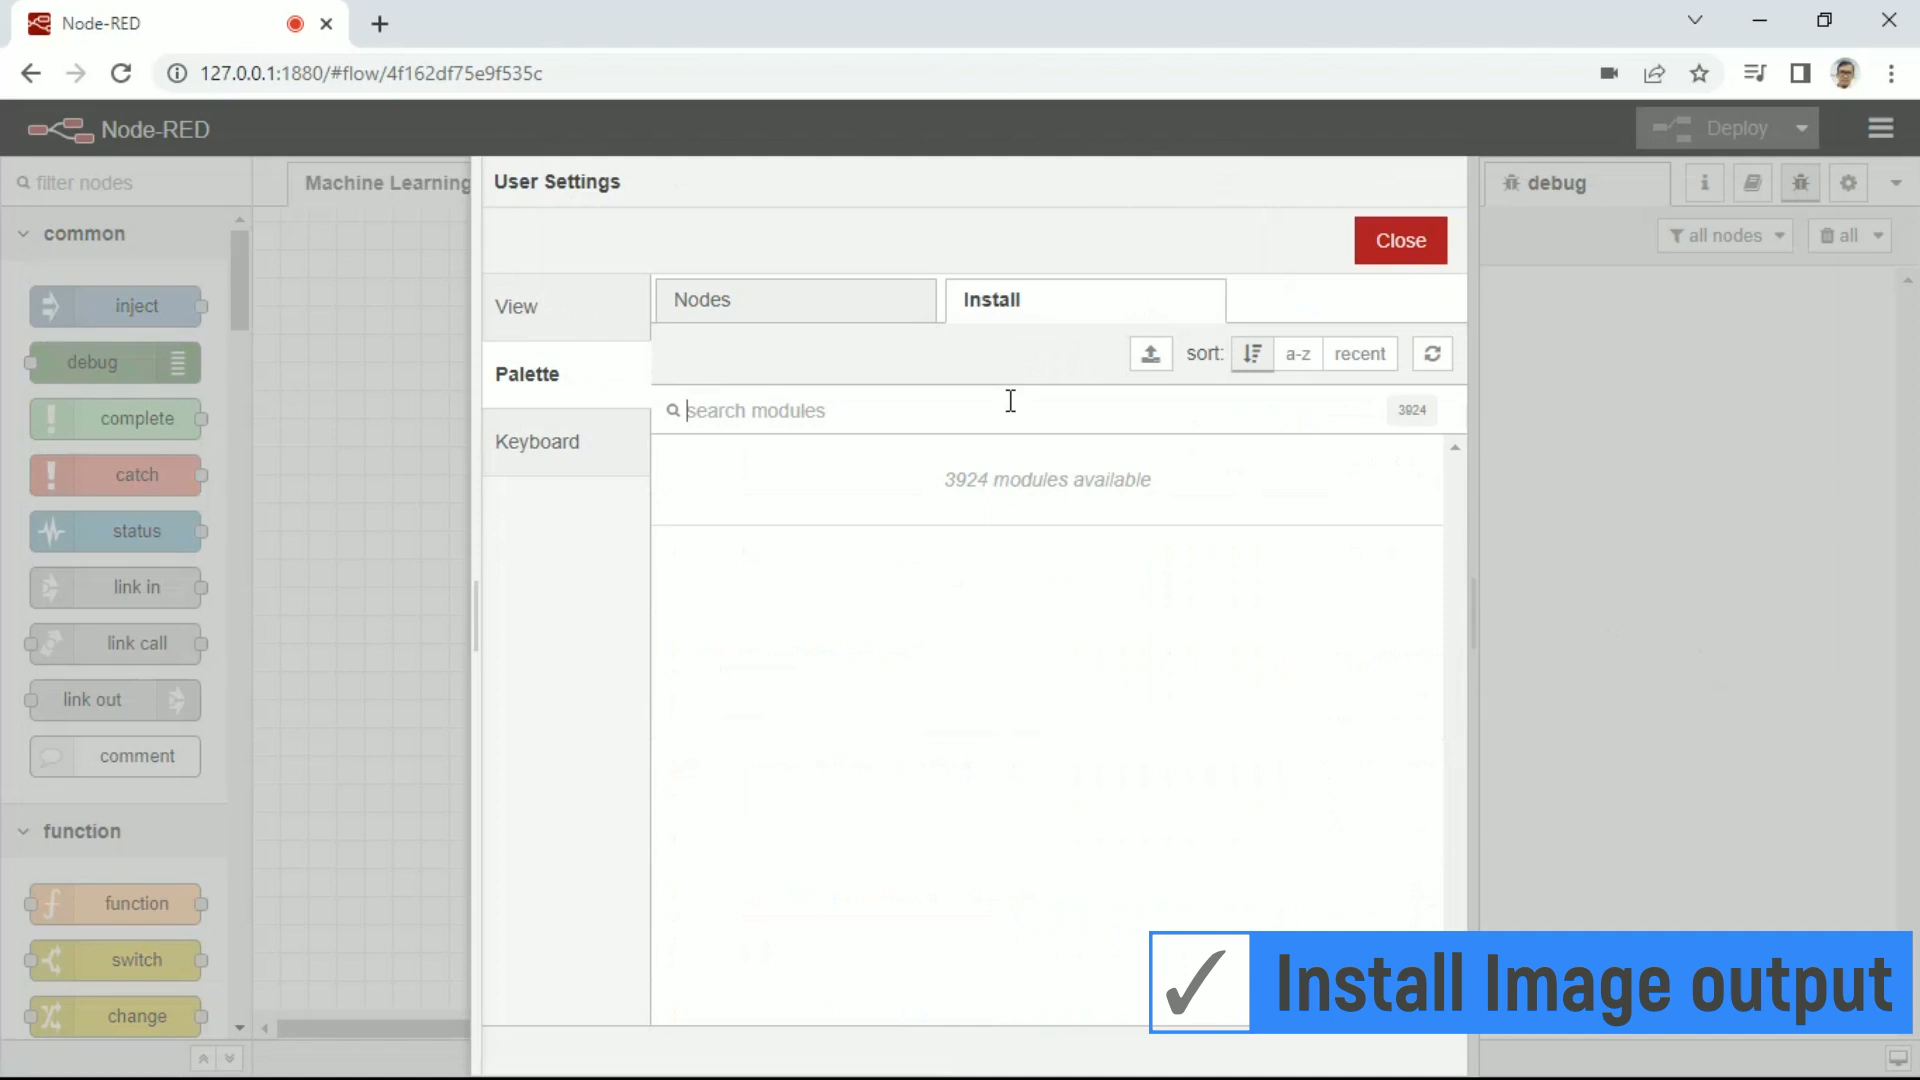 Node-RED
127.0.0.1:1880/#flow/4f162df75e9f535c
Node-RED
Deploy
filter nodes
Machine Learning
User Settings
debug
Close
all nodes
all
common
inject
debug
complete
catch
status
link in
link call
link out
comment
function
function
switch
change
View
Palette
Keyboard
Nodes
Install
sort:
a-z
recent
search modules
3924
3924 modules available
Install Image output